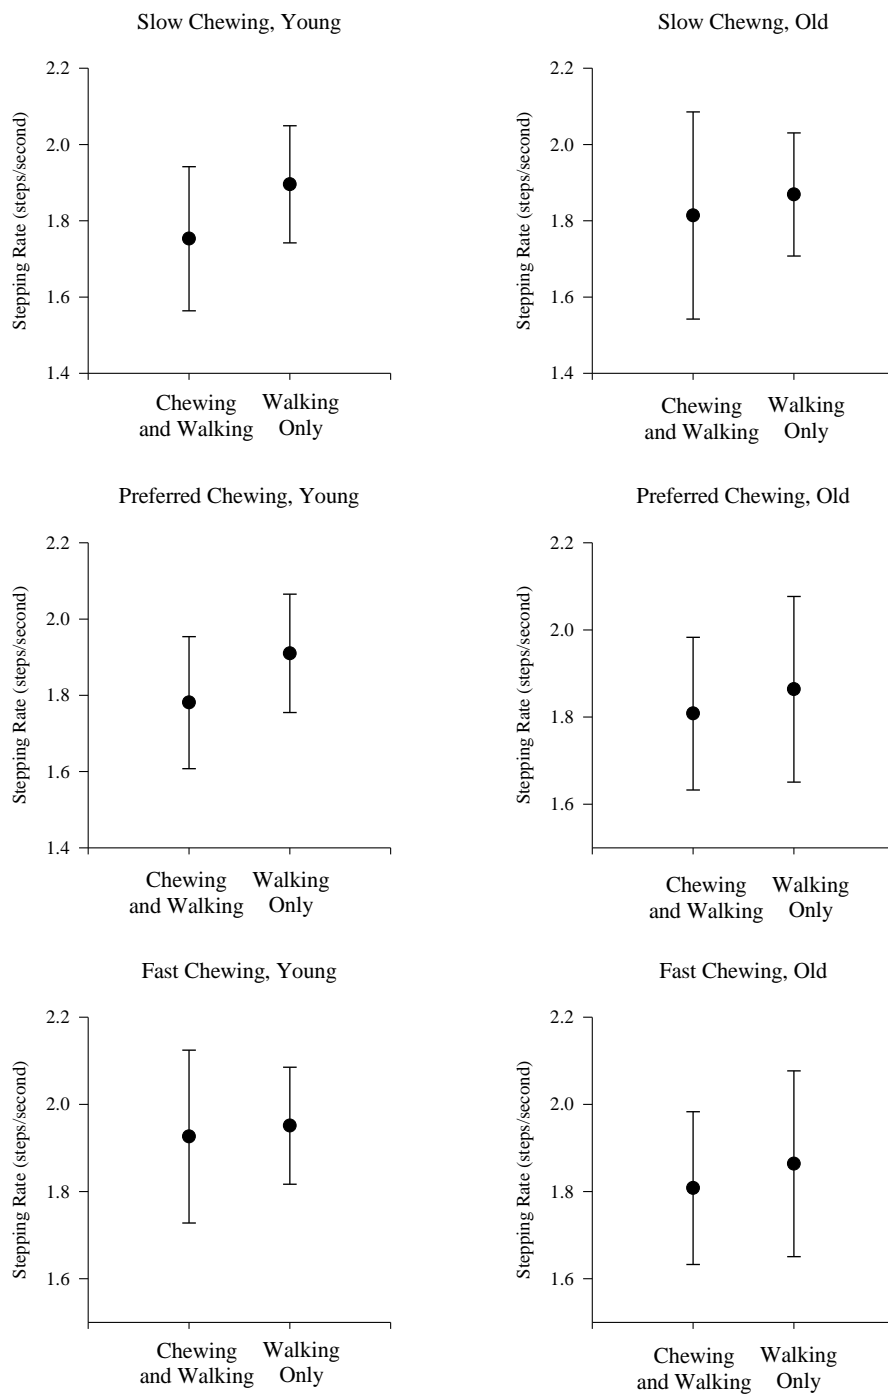 Slow Chewing, Young
Stepping Rate (steps/second)
2.2
2.0
1.8
1.6
1.4
Chewing
and Walking
Walking
Only
Slow Chewng, Old
Stepping Rate (steps/second)
2.2
2.0
1.8
1.6
1.4
Chewing
and Walking
Walking
Only
Preferred Chewing, Young
Stepping Rate (steps/second)
2.2
2.0
1.8
1.6
1.4
Chewing
and Walking
Walking
Only
Preferred Chewing, Old
Stepping Rate (steps/second)
2.2
2.0
1.8
1.6
Chewing
and Walking
Walking
Only
Fast Chewing, Young
Stepping Rate (steps/second)
2.2
2.0
1.8
1.6
Chewing
and Walking
Walking
Only
Fast Chewing, Old
Stepping Rate (steps/second)
2.2
2.0
1.8
1.6
Chewing
and Walking
Walking
Only